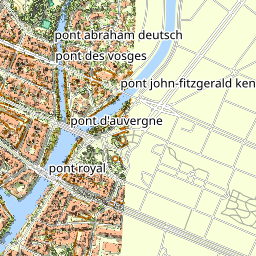 pont abraham deutsch
pont des vosges
pont john-fitzgerald ken
pont d'auvergne
pont royal